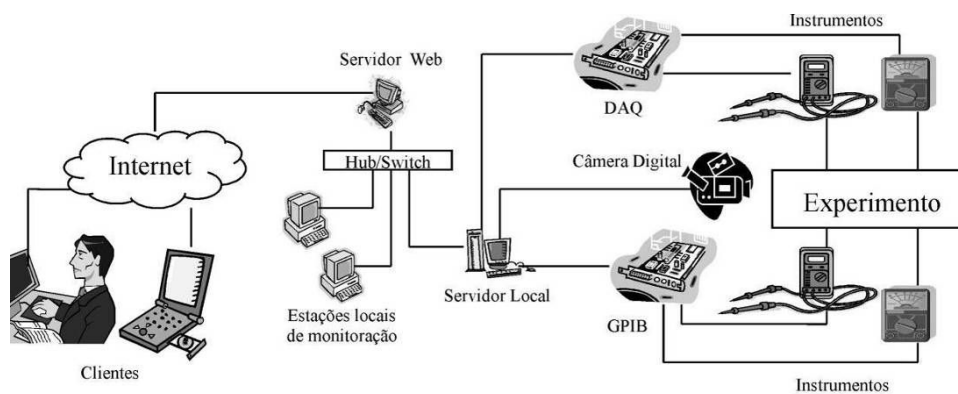 Instrumentos
Servidor Web
DAQ
Internet
Hub/Switch
Câmera Digital
Experimento
Servidor Local
Estações locais
de monitoração
GPIB
Clientes
Instrumentos